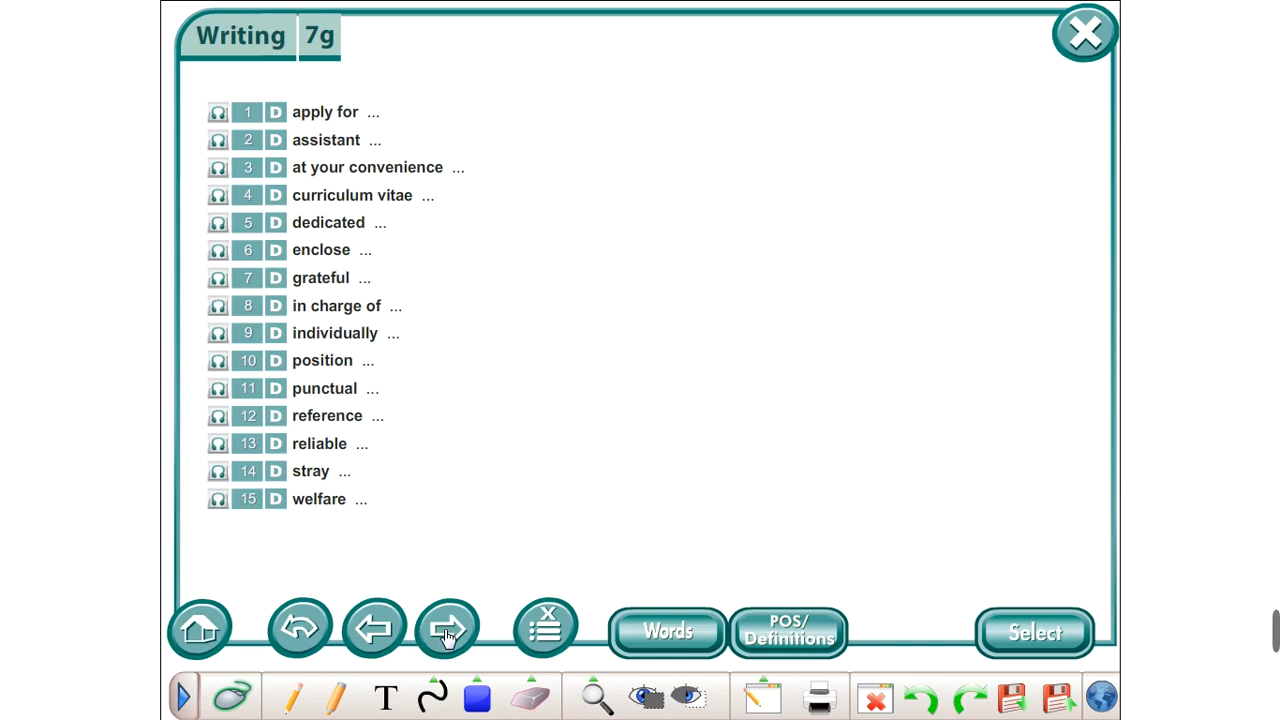 Writing 7g
1 D apply for ...
2 D assistant ...
3 D at your convenience ...
4 D curriculum vitae ...
5 D dedicated ...
6 D enclose ...
7 D grateful ...
8 D in charge of ...
9 D individually ...
10 D position ...
11 D punctual ...
12 D reference ...
13 D reliable ...
14 D stray ...
15 D welfare ...
X
Words
POS/
Definitions
Select
T